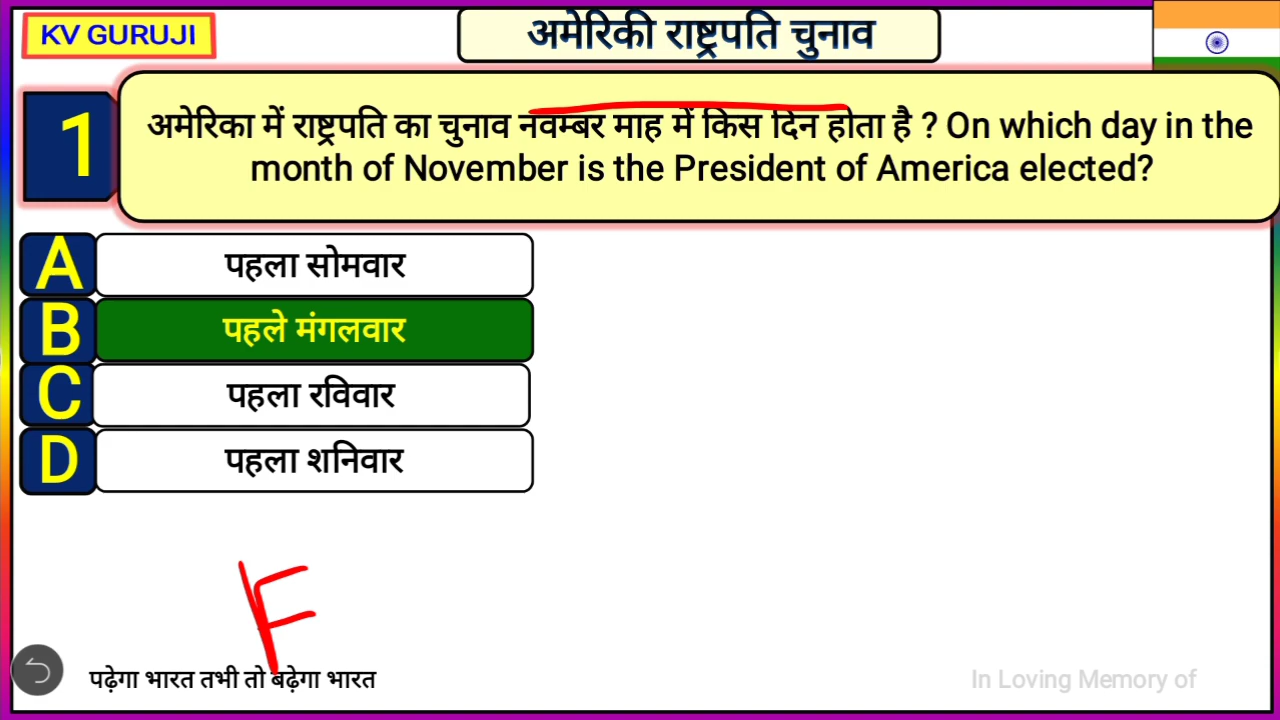 KV GURUJI
अमेरिकी राष्ट्रपति चुनाव
1
अमेरिका में राष्ट्रपति का चुनाव नवम्बर माह में किस दिन होता है ? On which day in the
month of November is the President of America elected?
A
पहला सोमवार
B
पहले मंगलवार
C
पहला रविवार
D
पहला शनिवार
F
पढ़ेगा भारत तभी तो बढ़ेगा भारत
In Loving Memory of